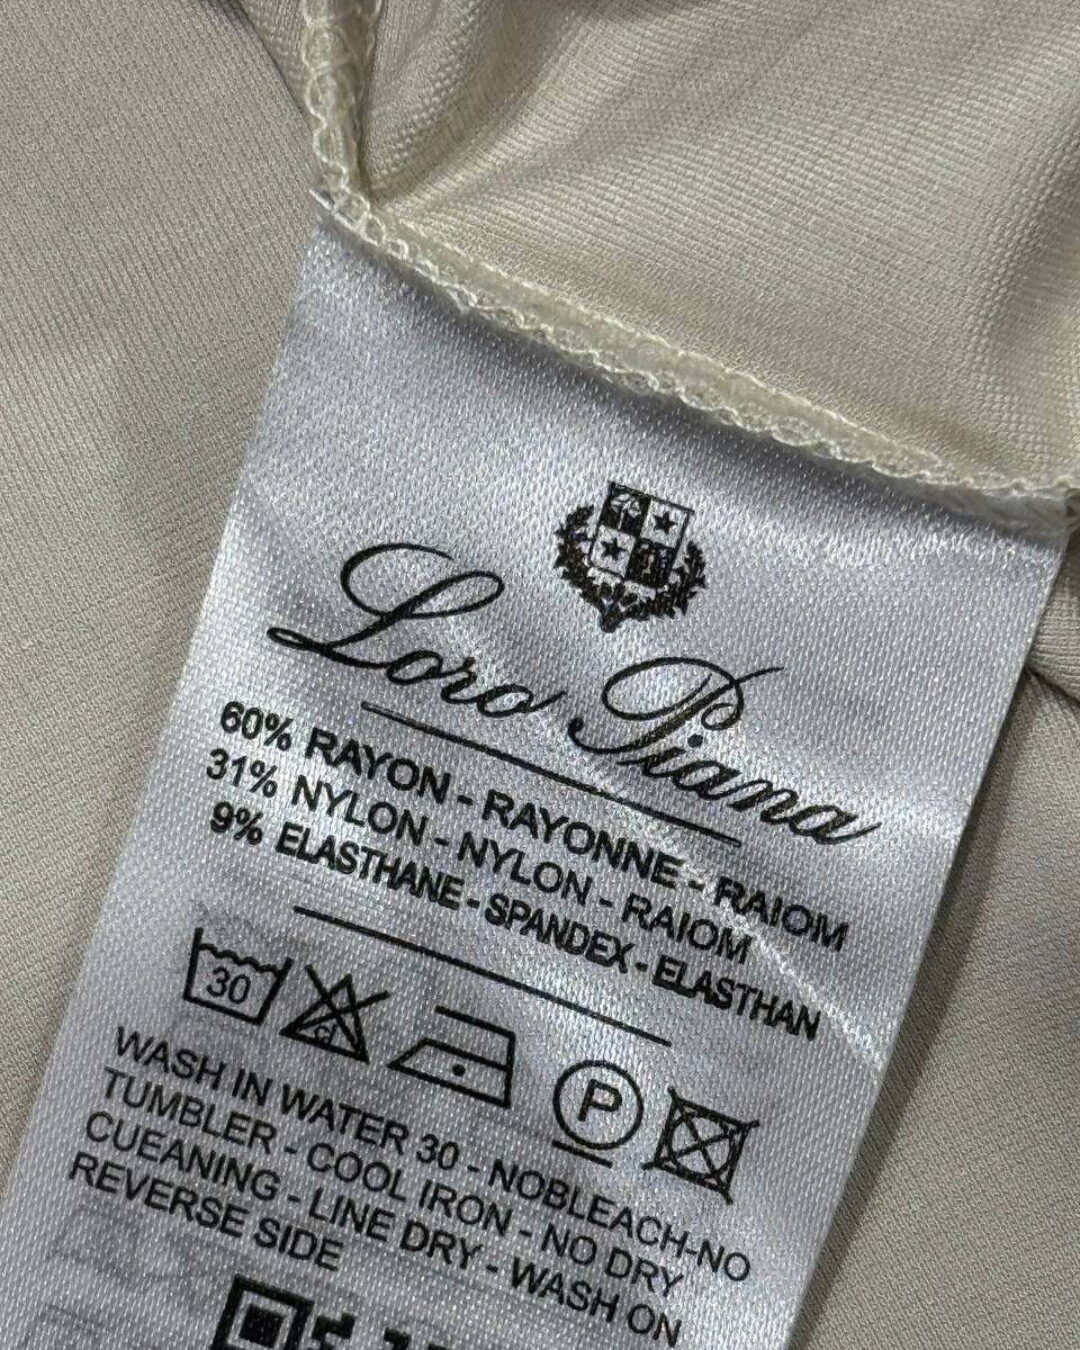 Loro Piana
60% RAYON - RAYONNE - RAIOM
31% NYLON - NYLON - RAIOM
9% ELASTHANE - SPANDEX - ELASTHAN
30 cl P
WASH IN WATER 30 - NOBLEACH-NO
TUMBLER - COOL IRON - NO DRY
CUEANING - LINE DRY - WASH ON
REVERSE SIDE